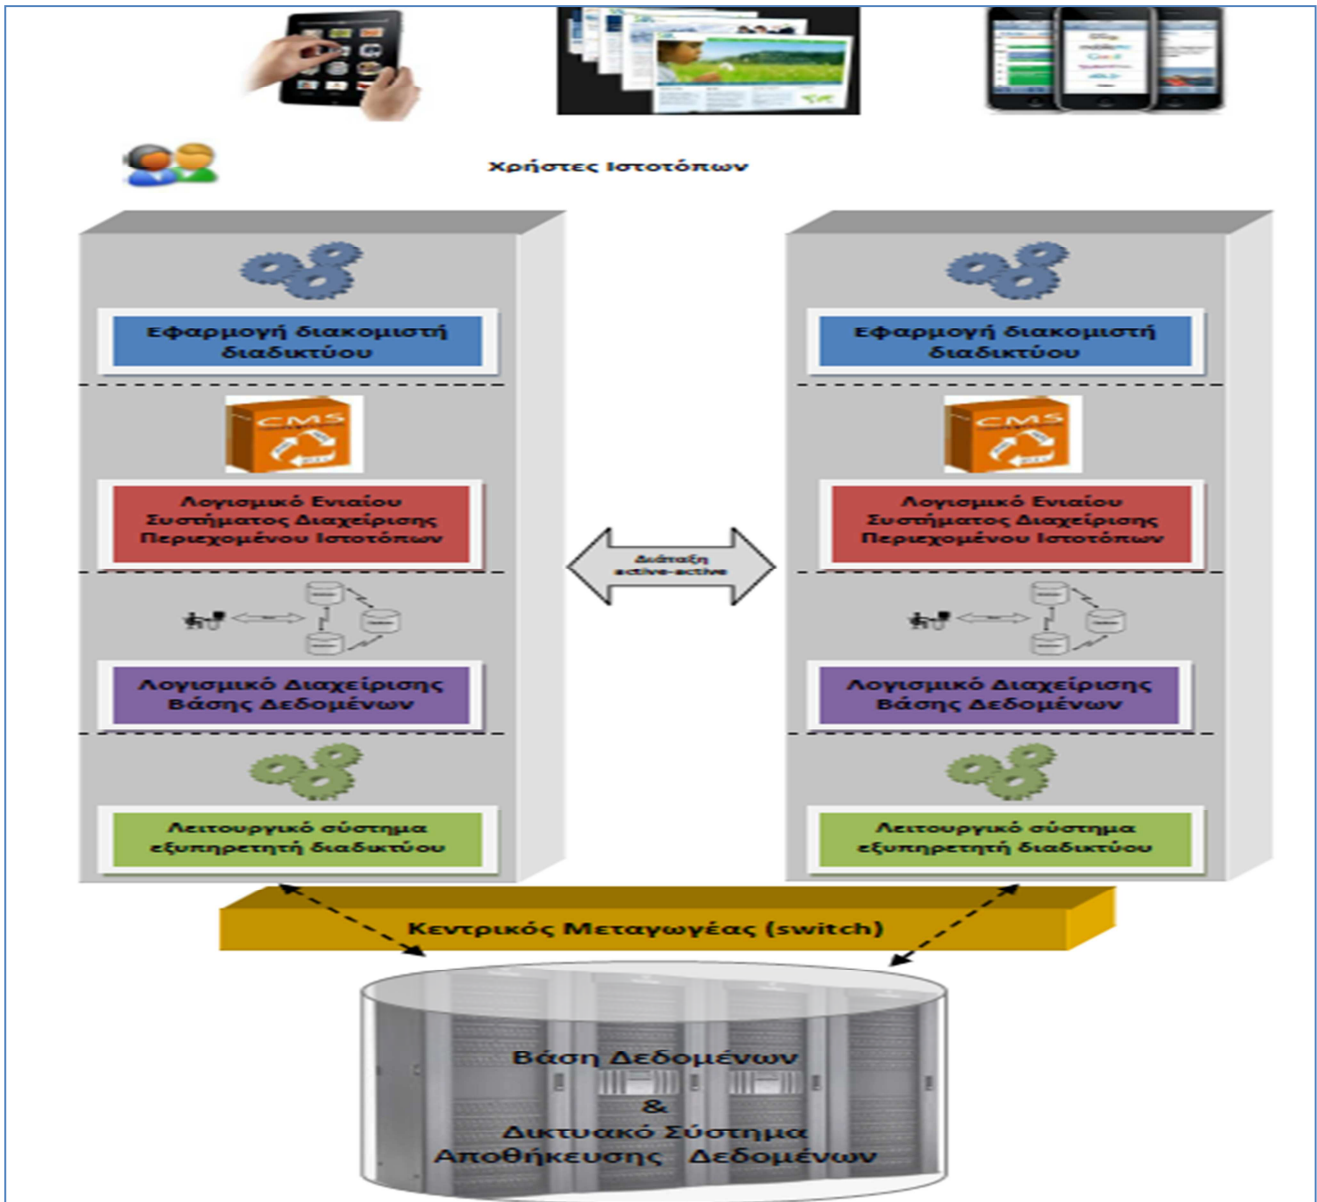 Χρήστες Ιστοτόπων
Εφαρμογή διακομιστή
διαδικτύου
CMS
Λογισμικό Ενιαίου
Συστήματος Διαχείρισης
Περιεχομένου Ιστοτόπων
Λογισμικό Διαχείρισης
Βάσης Δεδομένων
Λειτουργικό σύστημα
εξυπηρετητή διαδικτύου
Διάταξη
active-active
Εφαρμογή διακομιστή
διαδικτύου
CMS
Λογισμικό Ενιαίου
Συστήματος Διαχείρισης
Περιεχομένου Ιστοτόπων
Λογισμικό Διαχείρισης
Βάσης Δεδομένων
Λειτουργικό σύστημα
εξυπηρετητή διαδικτύου
Κεντρικός Μεταγωγέας (switch)
Βάση Δεδομένων
&
Δικτυακό Σύστημα
Αποθήκευσης Δεδομένων